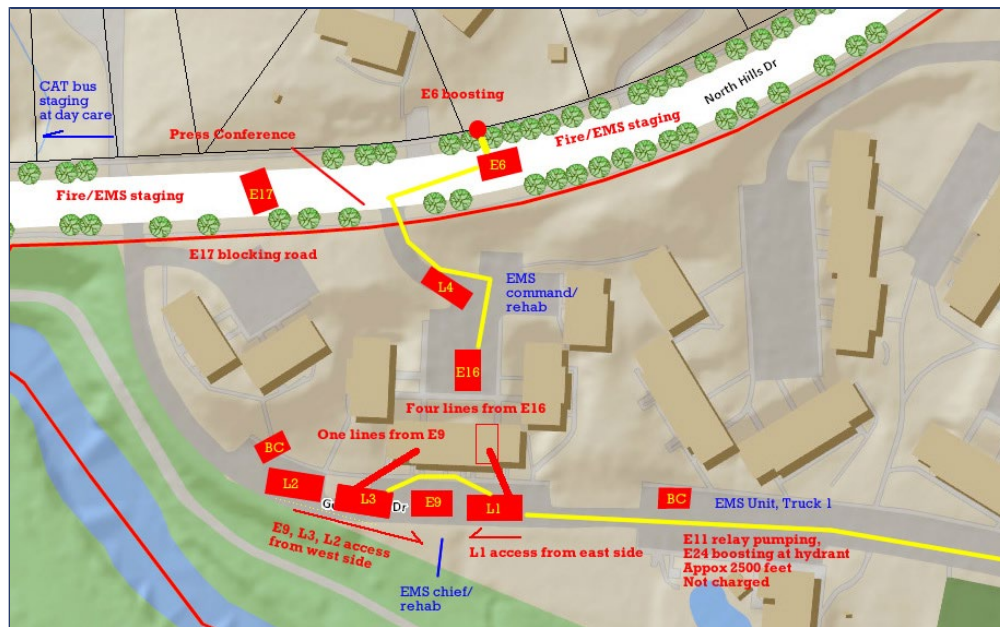 CAT bus
staging
at day care
E6 boosting
North Hills Dr
Press Conference
Fire/EMS staging
E6
Fire/EMS staging
E17
E17 blocking road
EMS
command/
rehab
L4
E16
Four lines from E16
One lines from E9
BC
L2
L3
E9
L1
BC
EMS Unit, Truck 1
Dr
E9, L3, L2 access
from west side
L1 access from east side
E11 relay pumping,
E24 boosting at hydrant
Appox 2500 feet
Not charged
EMS chief/
rehab